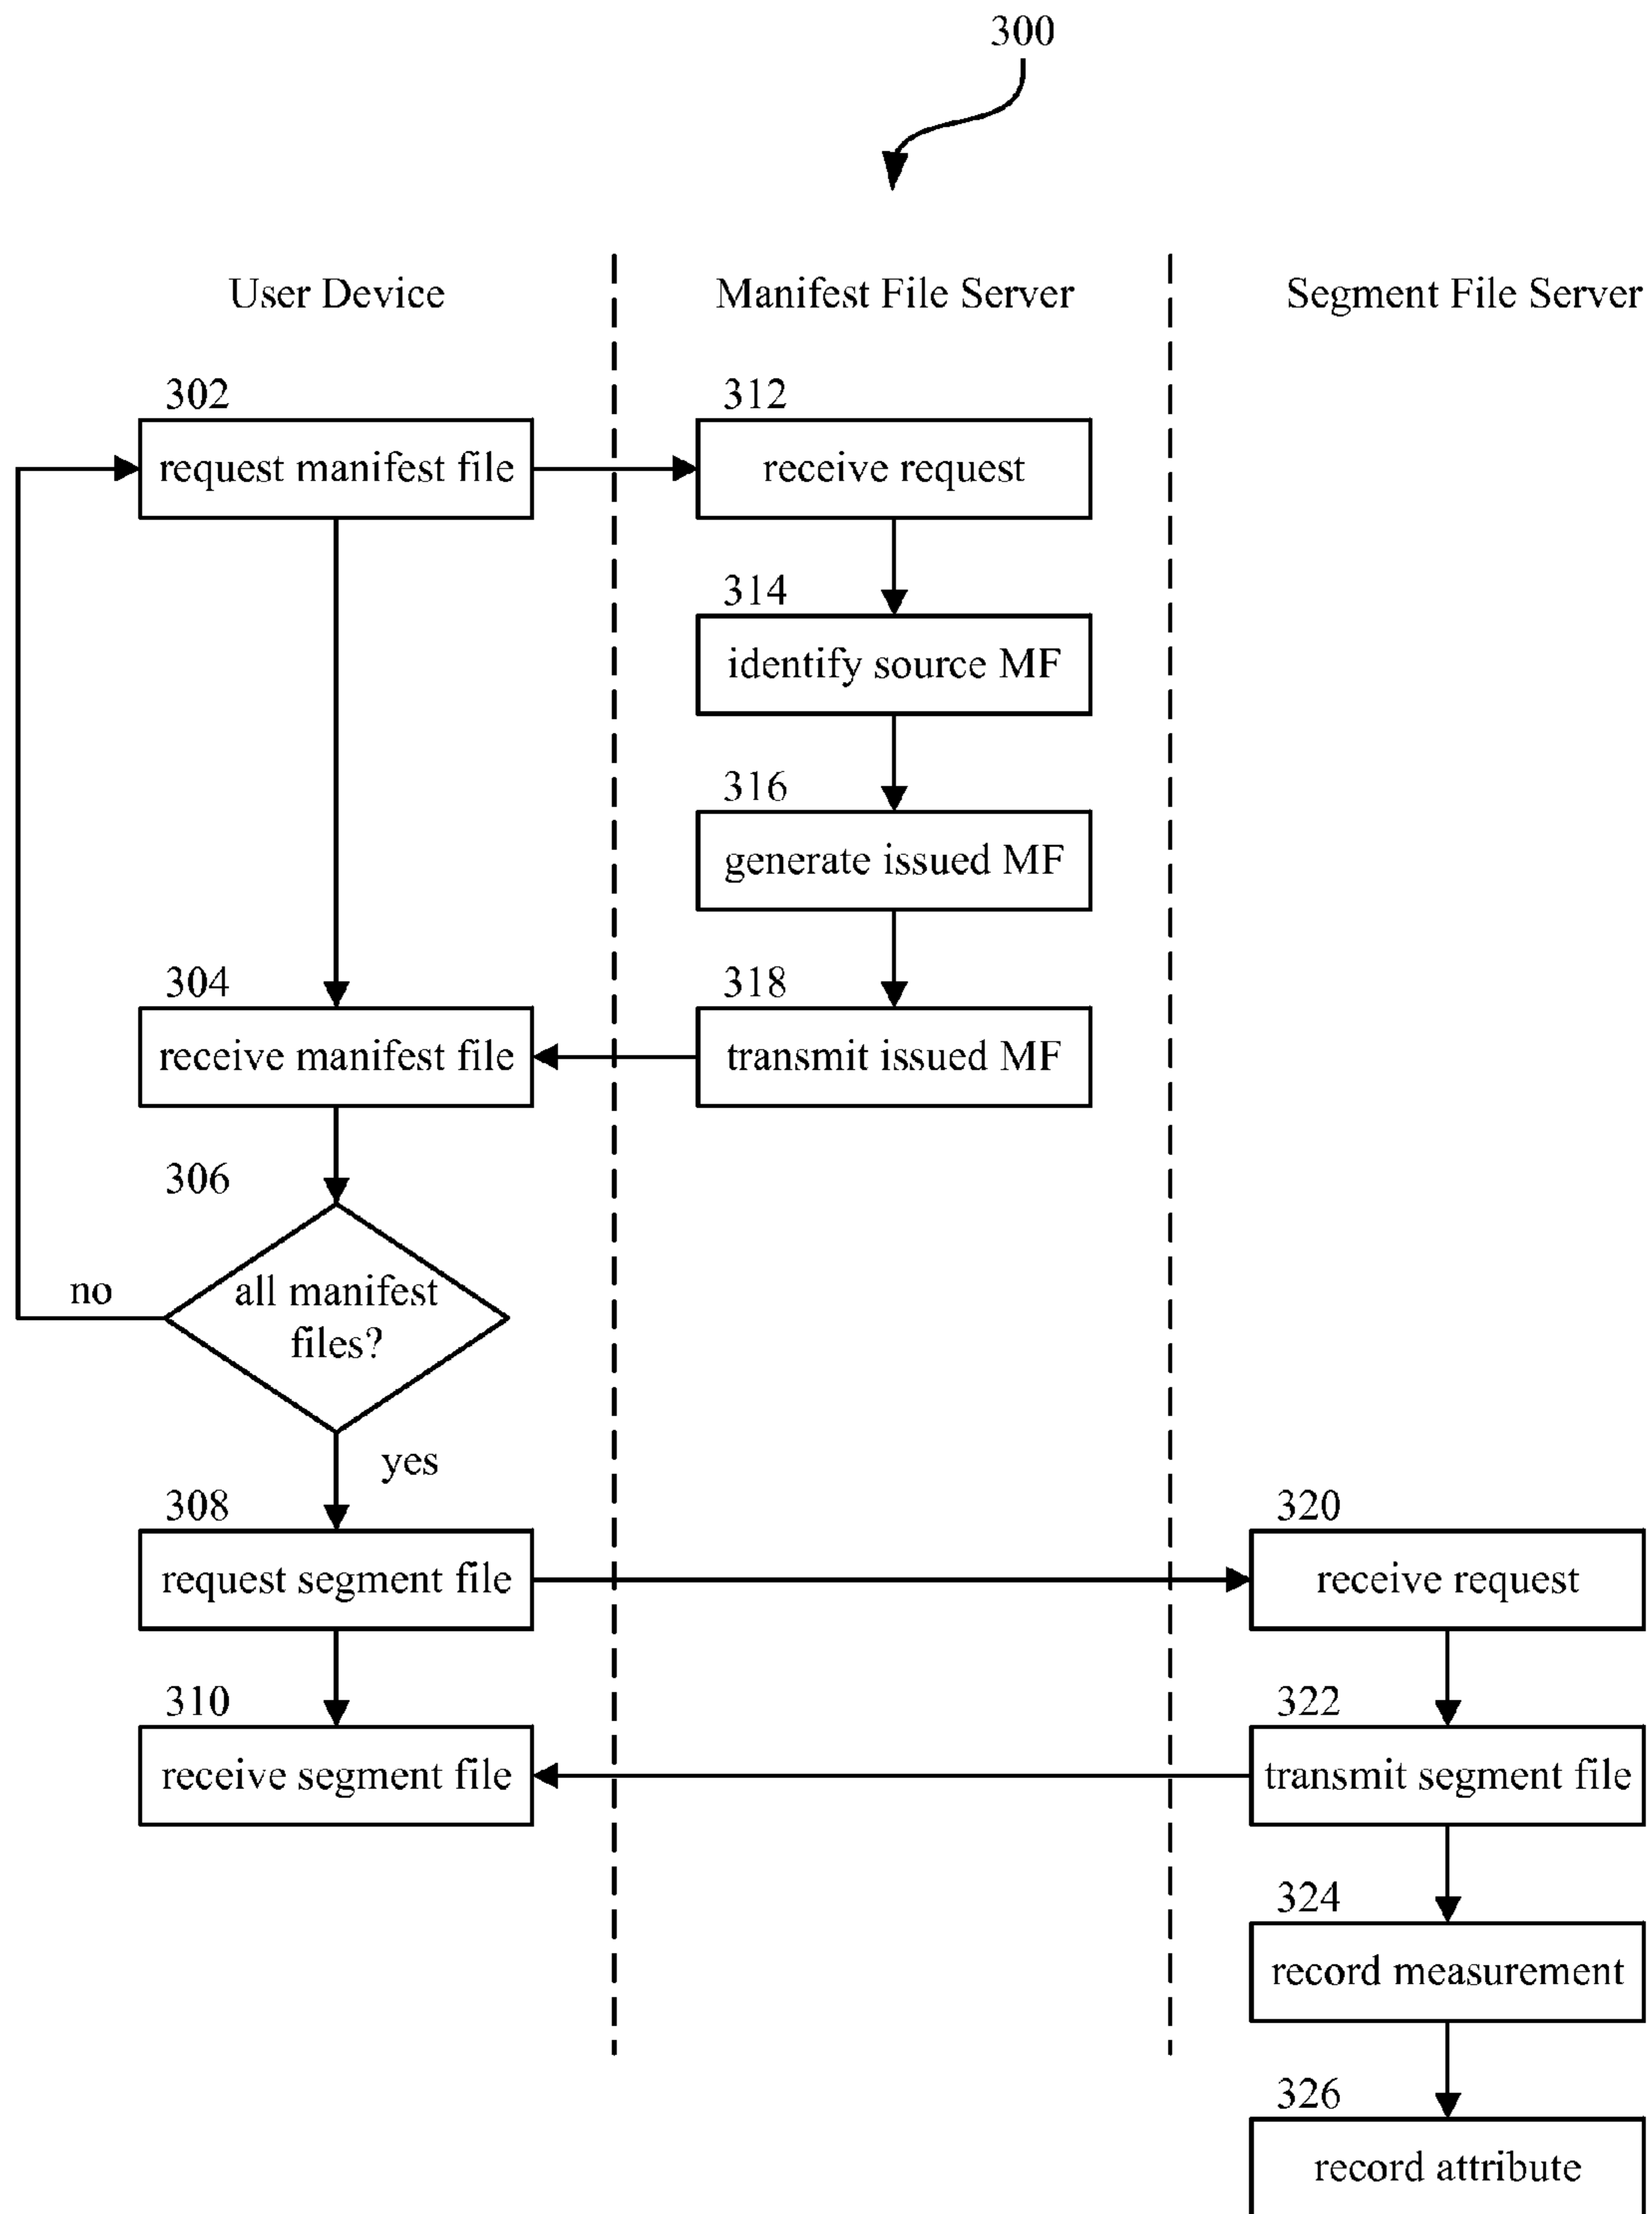 300
User Device
Manifest File Server
Segment File Server
302
request manifest file
312
receive request
314
identify source MF
316
generate issued MF
304
receive manifest file
318
transmit issued MF
306
all manifest
files?
no
yes
308
request segment file
320
receive request
310
receive segment file
322
transmit segment file
324
record measurement
326
record attribute